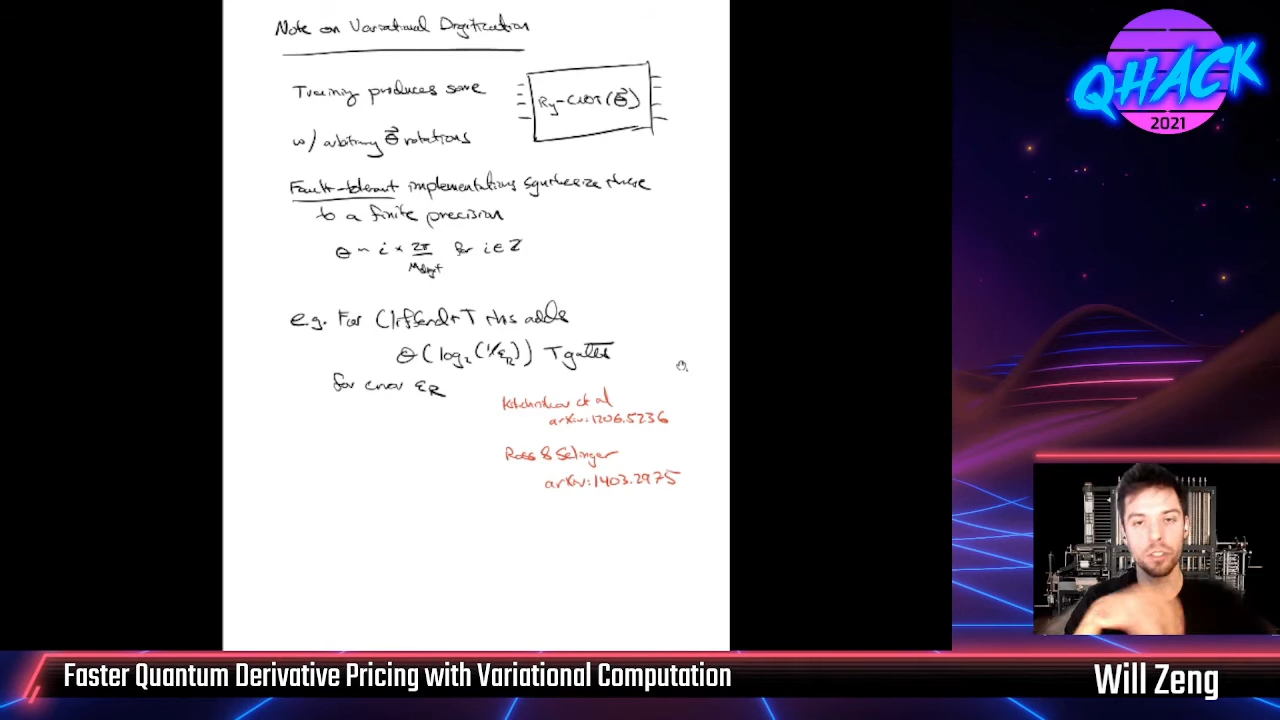 Note on Variational Digitization
Training produces some
Ry-CNOT(θ⃗)
w/ arbitrary θ⃗ rotations
Fault-tolerant implementations synthesize these
to a finite precision
θ ~ i × 2π/Mdigit for i ∈ ℤ
e.g. For Clifford+T this adds
Θ(log₂(1/ε_R)) T gates
for error ε_R
Kliuchnikov et al
arXiv:1206.5236
Ross & Selinger
arXiv:1403.2975
QHACK
2021
Faster Quantum Derivative Pricing with Variational Computation
Will Zeng